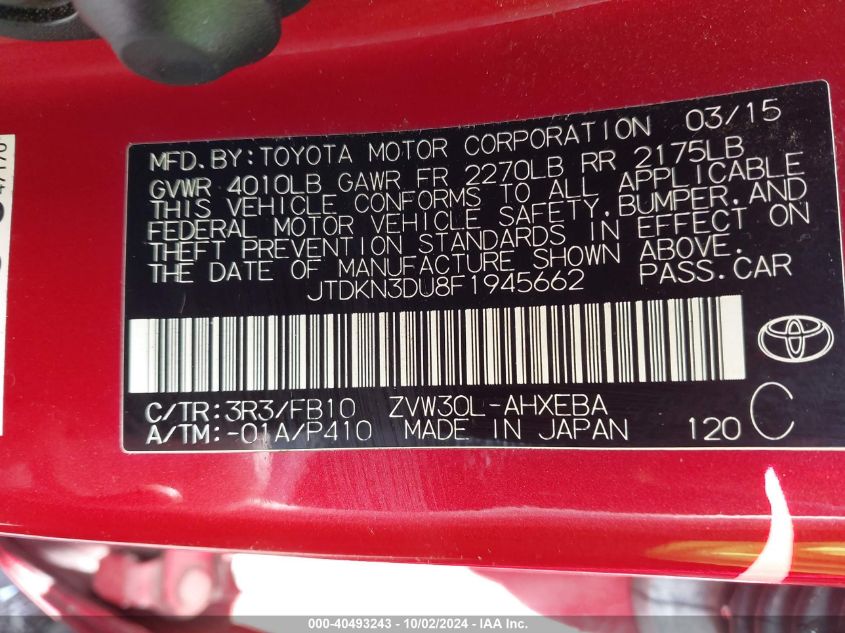 MFD. BY: TOYOTA MOTOR CORPORATION 03/15
GVWR 4010LB GAWR FR 2270LB RR 2175LB
THIS VEHICLE CONFORMS TO ALL APPLICABLE
FEDERAL MOTOR VEHICLE SAFETY, BUMPER, AND
THEFT PREVENTION STANDARDS IN EFFECT ON
THE DATE OF MANUFACTURE SHOWN ABOVE.
JTDKN3DU8F1945662 PASS. CAR
C/TR: 3R3/FB10 ZVW30L-AHXEBA
A/TM: -01A/P410 MADE IN JAPAN 120 C
000-40493243 - 10/02/2024 - IAA Inc.